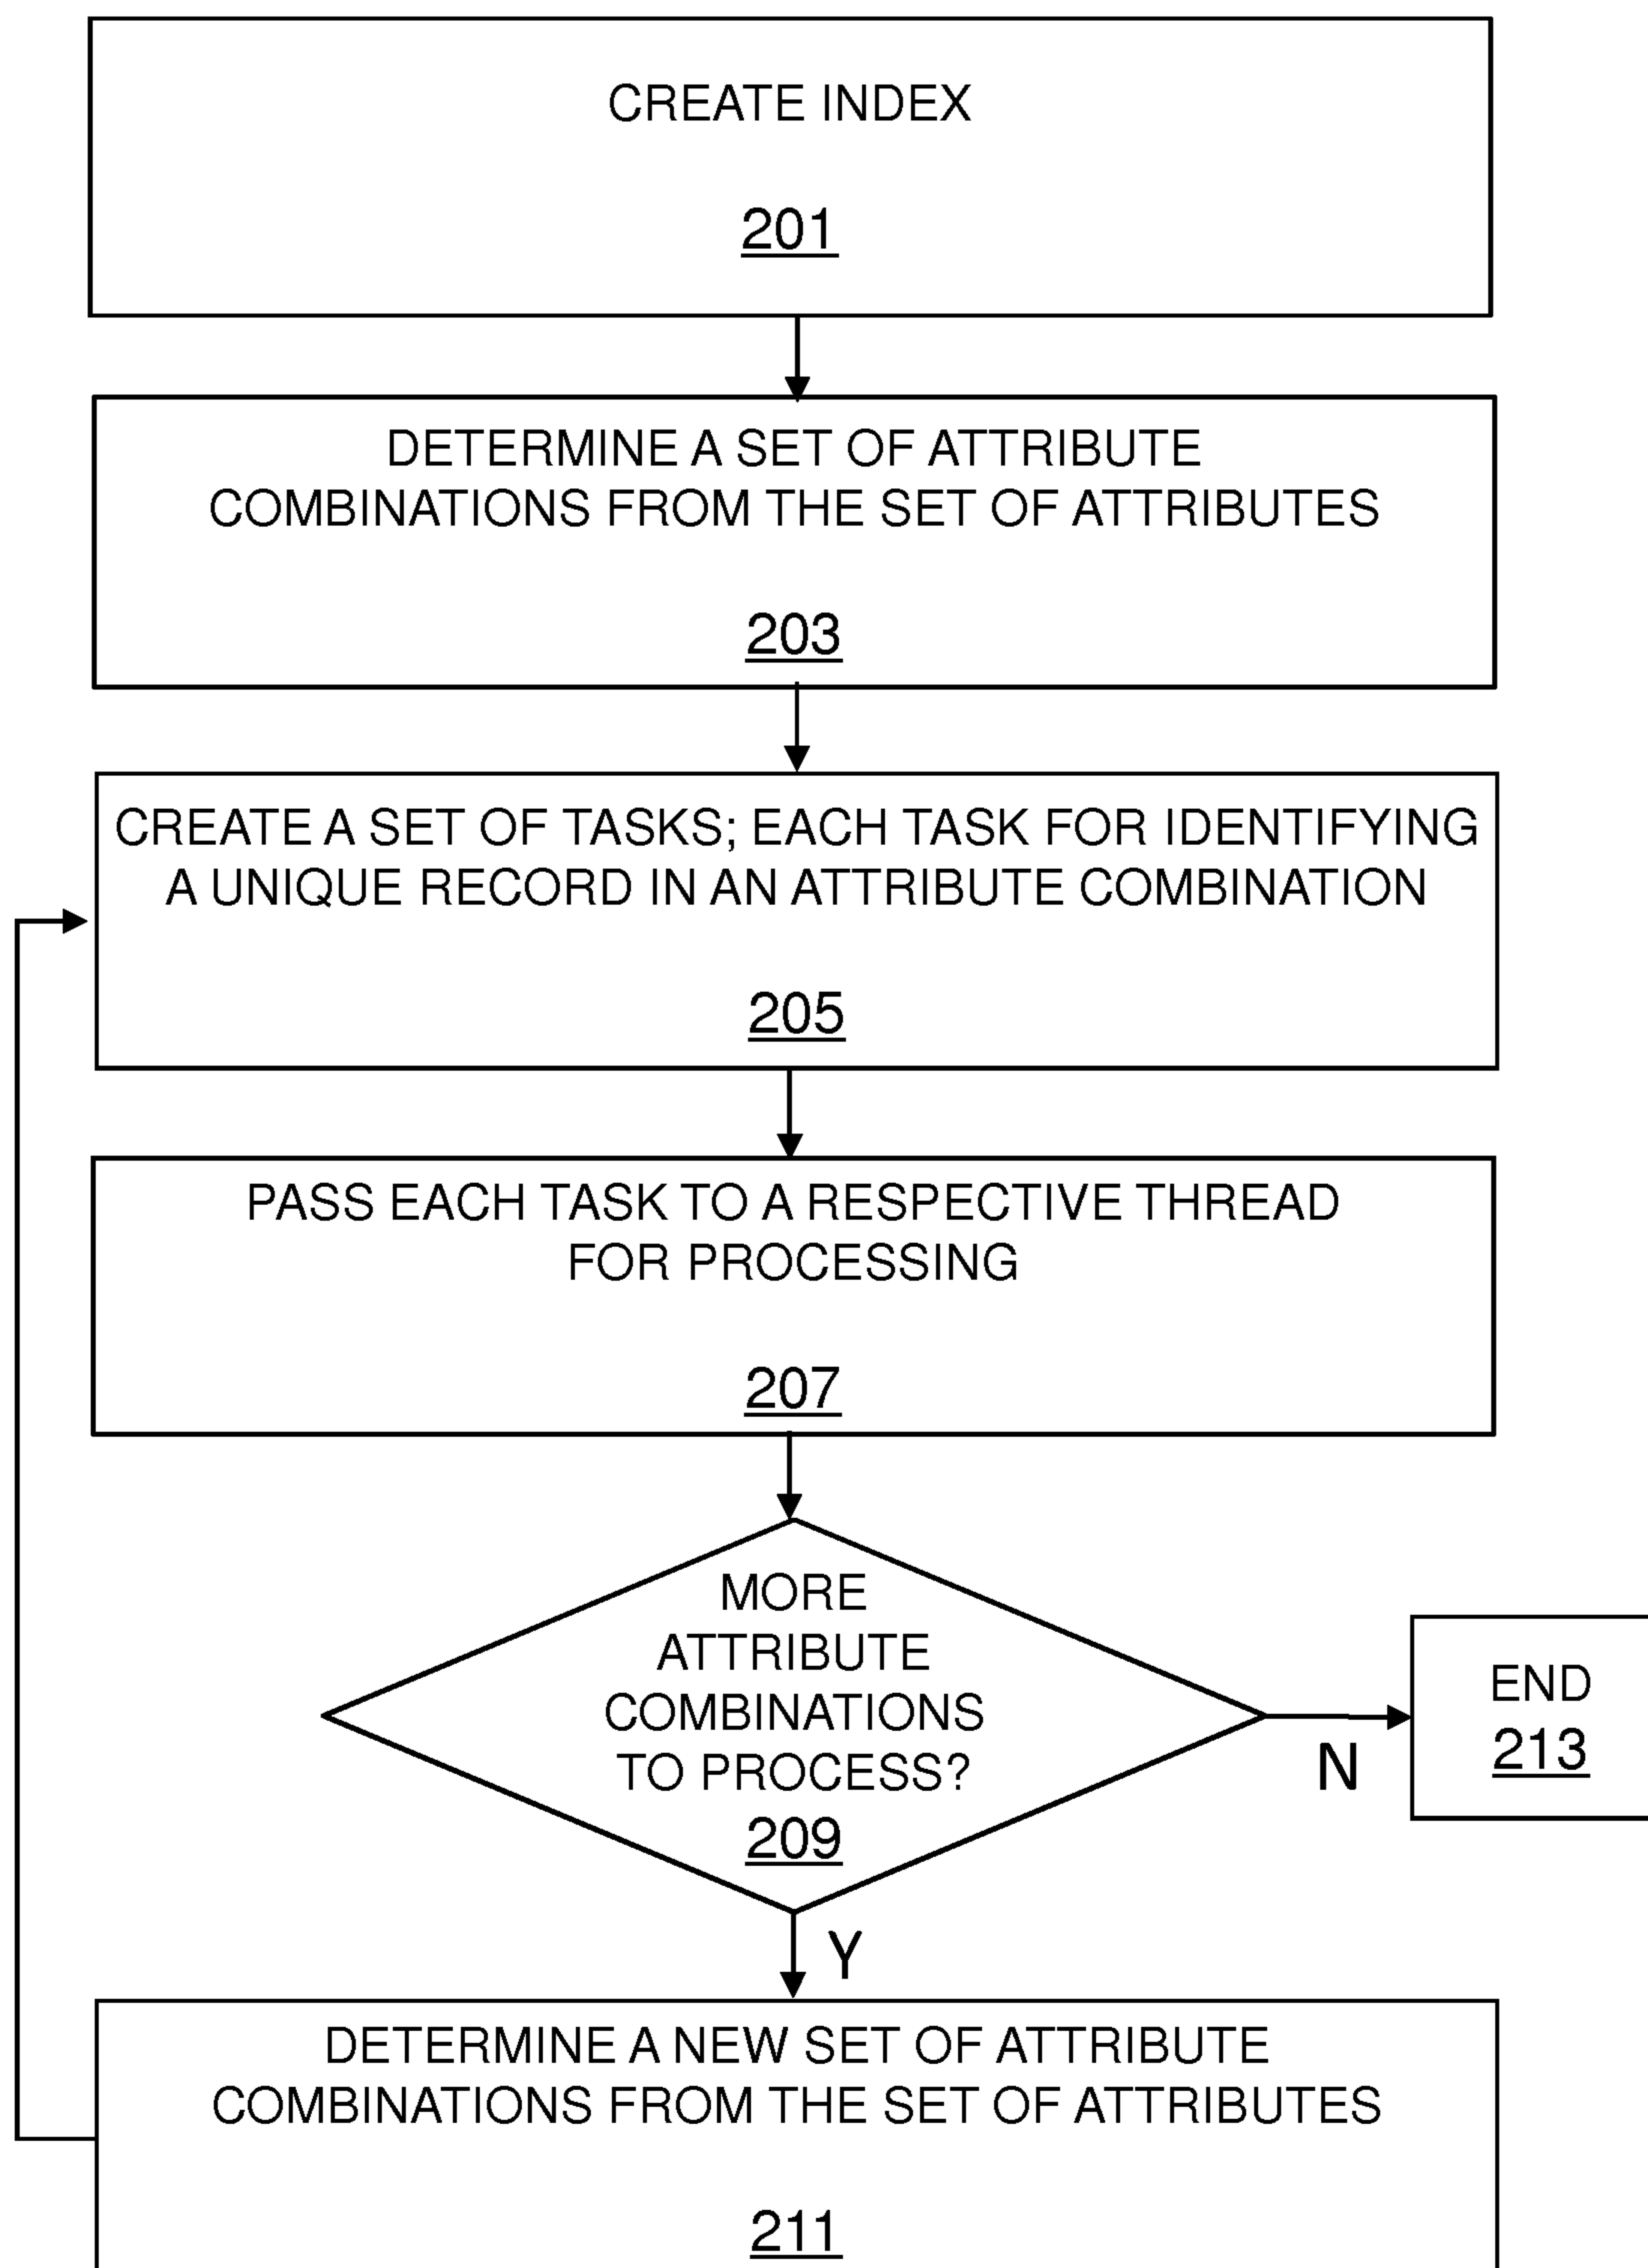 CREATE INDEX
201
DETERMINE A SET OF ATTRIBUTE
COMBINATIONS FROM THE SET OF ATTRIBUTES
203
CREATE A SET OF TASKS; EACH TASK FOR IDENTIFYING
A UNIQUE RECORD IN AN ATTRIBUTE COMBINATION
205
PASS EACH TASK TO A RESPECTIVE THREAD
FOR PROCESSING
207
MORE
ATTRIBUTE
COMBINATIONS
TO PROCESS?
209
N
END
213
Y
DETERMINE A NEW SET OF ATTRIBUTE
COMBINATIONS FROM THE SET OF ATTRIBUTES
211